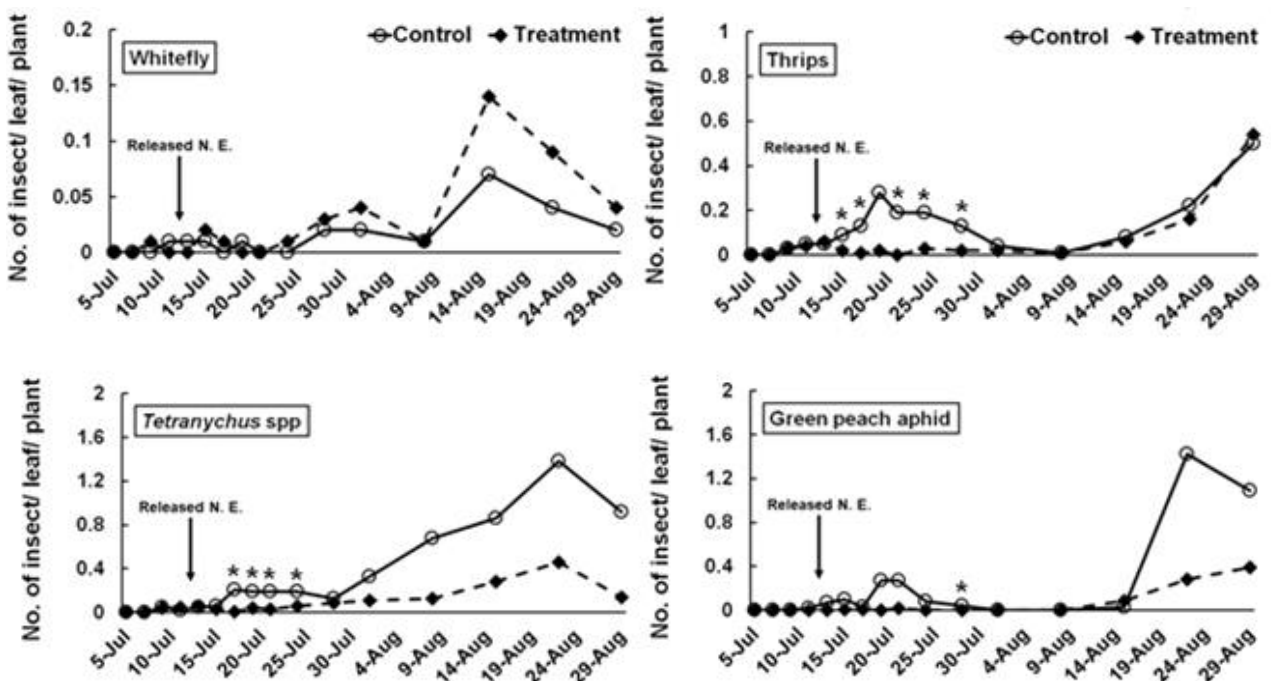 Control Treatment
Whitefly
Released N. E.
No. of insect/ leaf/ plant
0.2
0.15
0.1
0.05
0
5-Jul
10-Jul
15-Jul
20-Jul
25-Jul
30-Jul
4-Aug
9-Aug
14-Aug
19-Aug
24-Aug
29-Aug
Control Treatment
Thrips
Released N. E.
* * * * *
No. of insect/ leaf/ plant
1
0.8
0.6
0.4
0.2
0
5-Jul
10-Jul
15-Jul
20-Jul
25-Jul
30-Jul
4-Aug
9-Aug
14-Aug
19-Aug
24-Aug
29-Aug
Tetranychus spp
Released N. E.
* * * *
No. of insect/ leaf/ plant
2
1.6
1.2
0.8
0.4
0
5-Jul
10-Jul
15-Jul
20-Jul
25-Jul
30-Jul
4-Aug
9-Aug
14-Aug
19-Aug
24-Aug
29-Aug
Green peach aphid
Released N. E.
*
No. of insect/ leaf/ plant
2
1.6
1.2
0.8
0.4
0
5-Jul
10-Jul
15-Jul
20-Jul
25-Jul
30-Jul
4-Aug
9-Aug
14-Aug
19-Aug
24-Aug
29-Aug